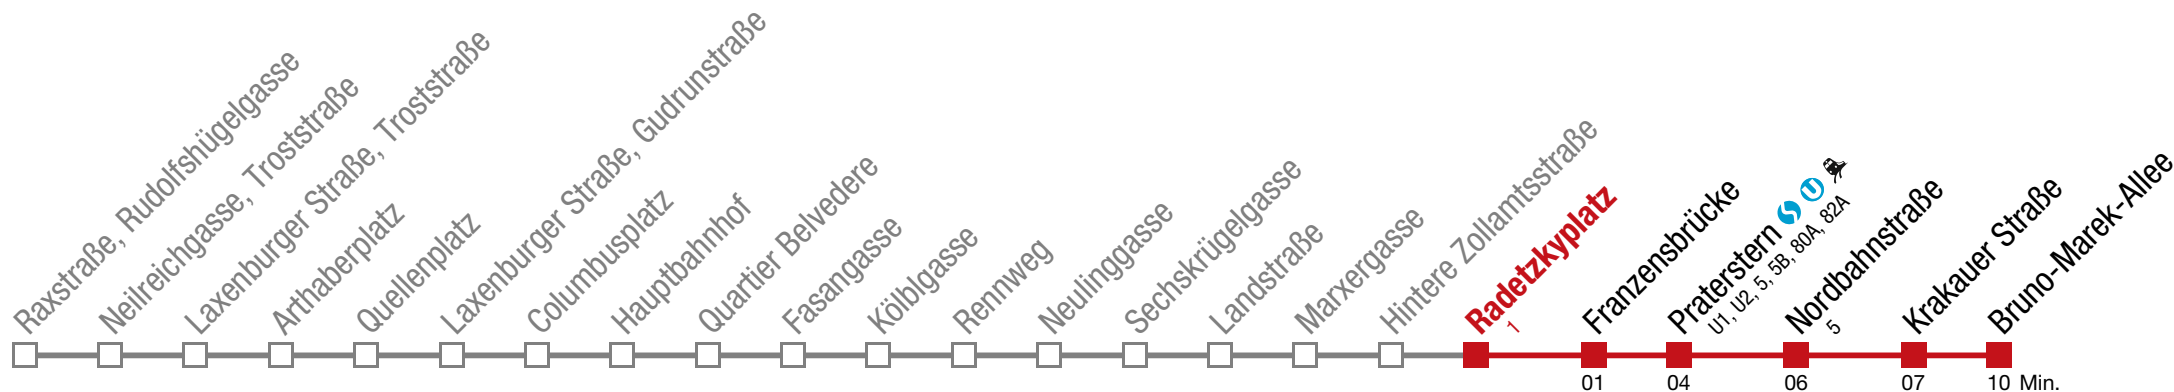 Raxstraße, Rudolfshügelgasse
Neilreichgasse, Troststraße
Laxenburger Straße, Troststraße
Arthaberplatz
Quellenplatz
Laxenburger Straße, Gudrunstraße
Columbusplatz
Hauptbahnhof
Quartier Belvedere
Fasangasse
Kölblgasse
Rennweg
Neulinggasse
Sechskrügelgasse
Landstraße
Marxergasse
Hintere Zollamtsstraße
Radetzkyplatz
1
Franzensbrücke
Praterstern S U
U1, U2, 5, 5B, 80A, 82A
Nordbahnstraße
5
Krakauer Straße
Bruno-Marek-Allee
01 04 06 07 10 Min.